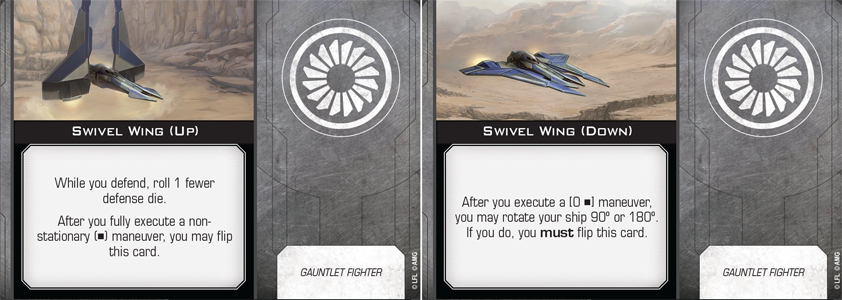 SWIVEL WING (UP)
While you defend, roll 1 fewer
defense die.
After you fully execute a non-
stationary (■) maneuver, you may flip
this card.
GAUNTLET FIGHTER
© LFL © AMG
SWIVEL WING (DOWN)
After you execute a [0 ■] maneuver,
you may rotate your ship 90° or 180°.
If you do, you must flip this card.
GAUNTLET FIGHTER
© LFL © AMG